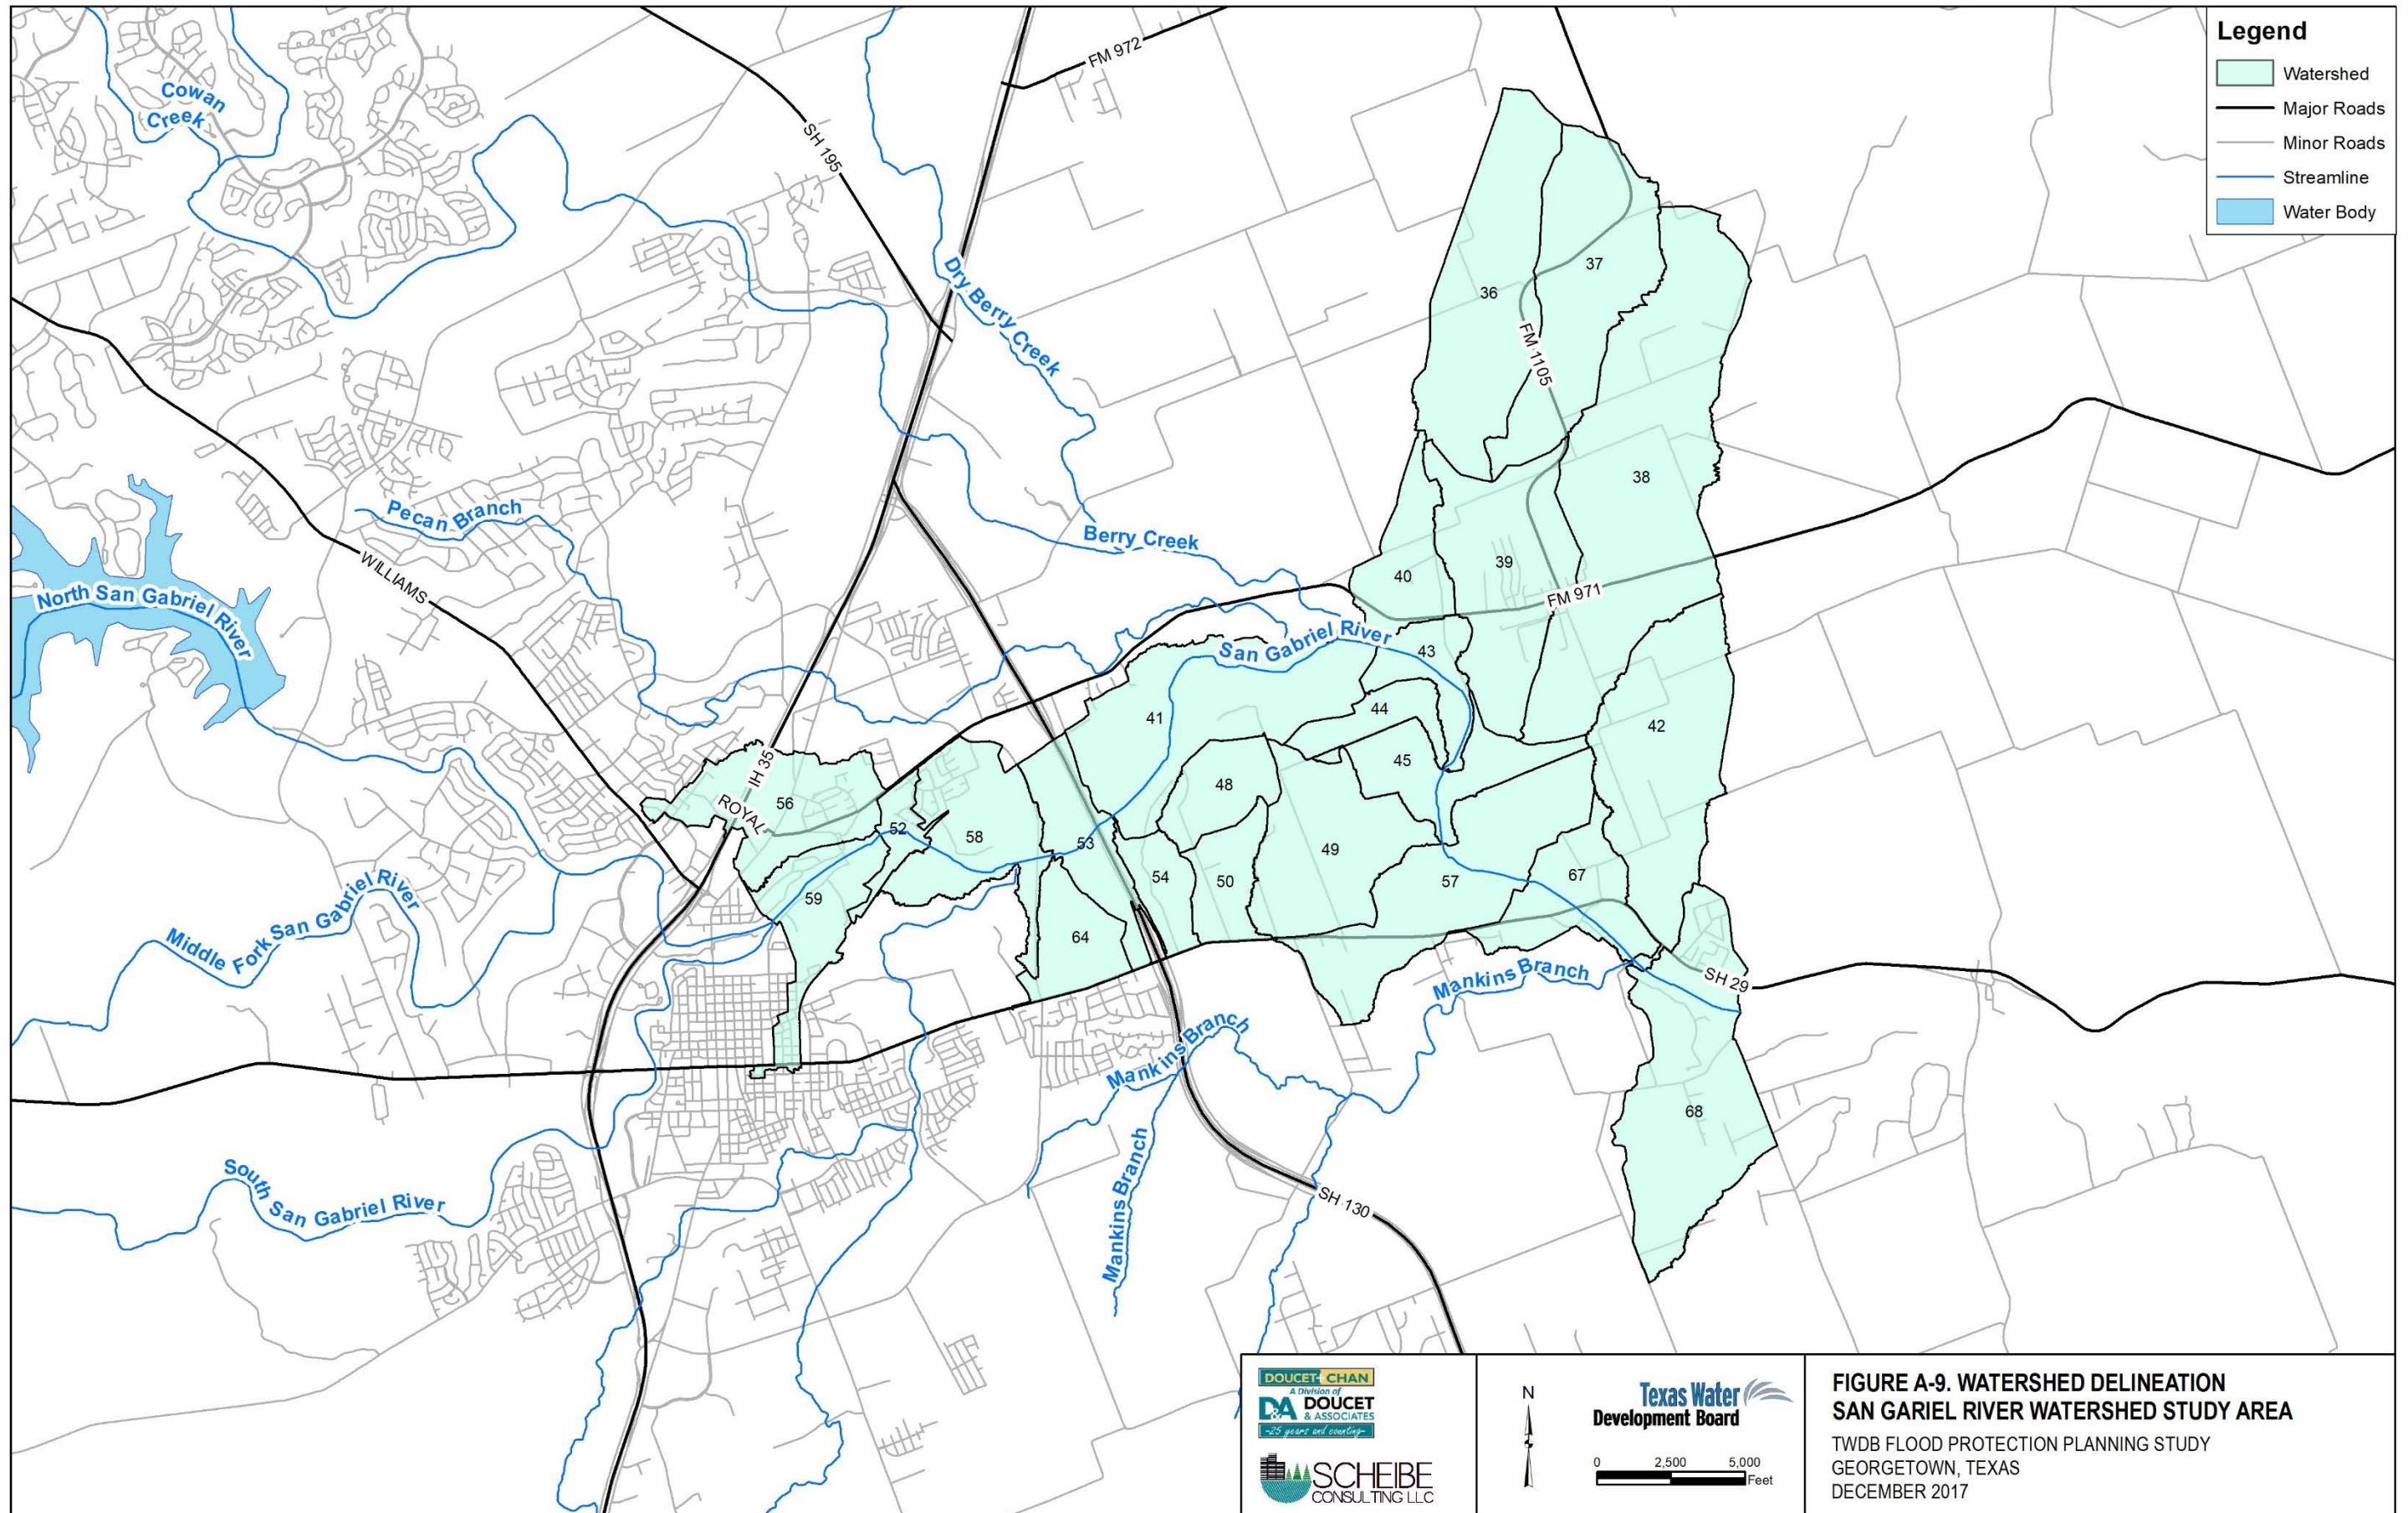 Legend
Watershed
Major Roads
Minor Roads
Streamline
Water Body
FM 972
Cowan
Creek
SH 195
Dry Berry Creek
37
36
FM 1105
38
Pecan Branch
Berry Creek
WILLIAMS
39
40
FM 971
North San Gabriel River
San Gabriel River
43
44
41
42
45
IH 35
48
ROYAL
56
52
58
53
49
54
50
57
67
59
Middle Fork San Gabriel River
64
Mankins Branch
SH 29
Mankins Branch
68
Mankins Branch
South San Gabriel River
SH 130
DOUCET+CHAN
A Division of
D&A DOUCET
& ASSOCIATES
~25 years and counting~
SCHEIBE
CONSULTING LLC
N
Texas Water
Development Board
0 2,500 5,000
Feet
FIGURE A-9. WATERSHED DELINEATION
SAN GARIEL RIVER WATERSHED STUDY AREA
TWDB FLOOD PROTECTION PLANNING STUDY
GEORGETOWN, TEXAS
DECEMBER 2017